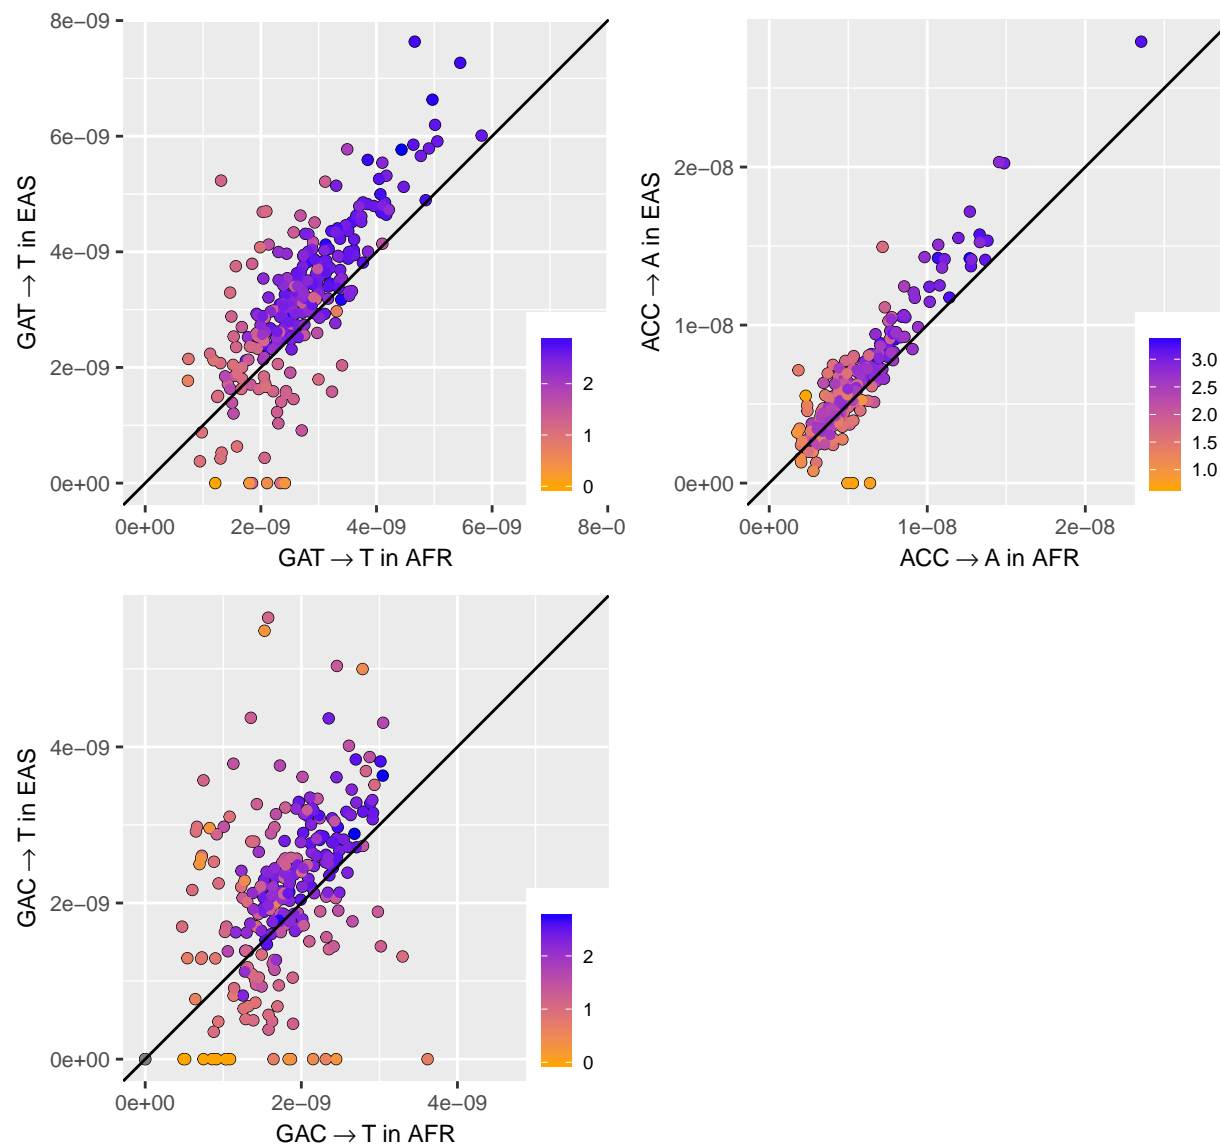 8e−09
6e−09
4e−09
2e−09
0e+00
GAT → T in EAS
0e+00
2e−09
4e−09
6e−09
8e−0
GAT → T in AFR
2
1
0
2e−08
1e−08
0e+00
ACC → A in EAS
0e+00
1e−08
2e−08
ACC → A in AFR
3.0
2.5
2.0
1.5
1.0
4e−09
2e−09
0e+00
GAC → T in EAS
0e+00
2e−09
4e−09
GAC → T in AFR
2
1
0